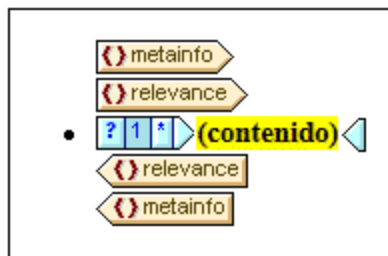 {} metainfo
{} relevance
• ? 1 * (contenido)
{} relevance
{} metainfo